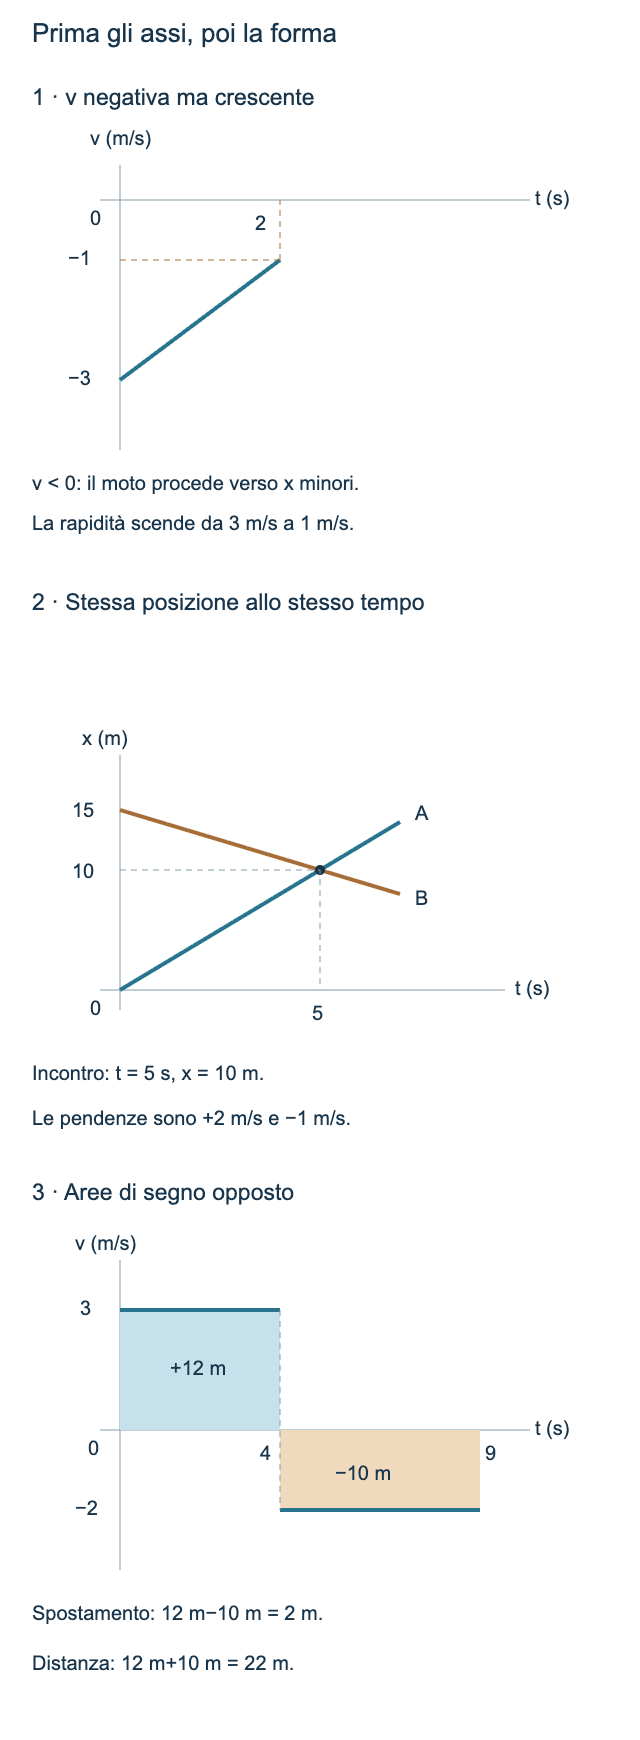 Prima gli assi, poi la forma
1 · v negativa ma crescente
v (m/s)
t (s)
0
2
−1
−3
v < 0: il moto procede verso x minori.
La rapidità scende da 3 m/s a 1 m/s.
2 · Stessa posizione allo stesso tempo
x (m)
15
A
10
B
t (s)
0
5
Incontro: t = 5 s, x = 10 m.
Le pendenze sono +2 m/s e −1 m/s.
3 · Aree di segno opposto
v (m/s)
3
+12 m
t (s)
0
4
9
−10 m
−2
Spostamento: 12 m−10 m = 2 m.
Distanza: 12 m+10 m = 22 m.